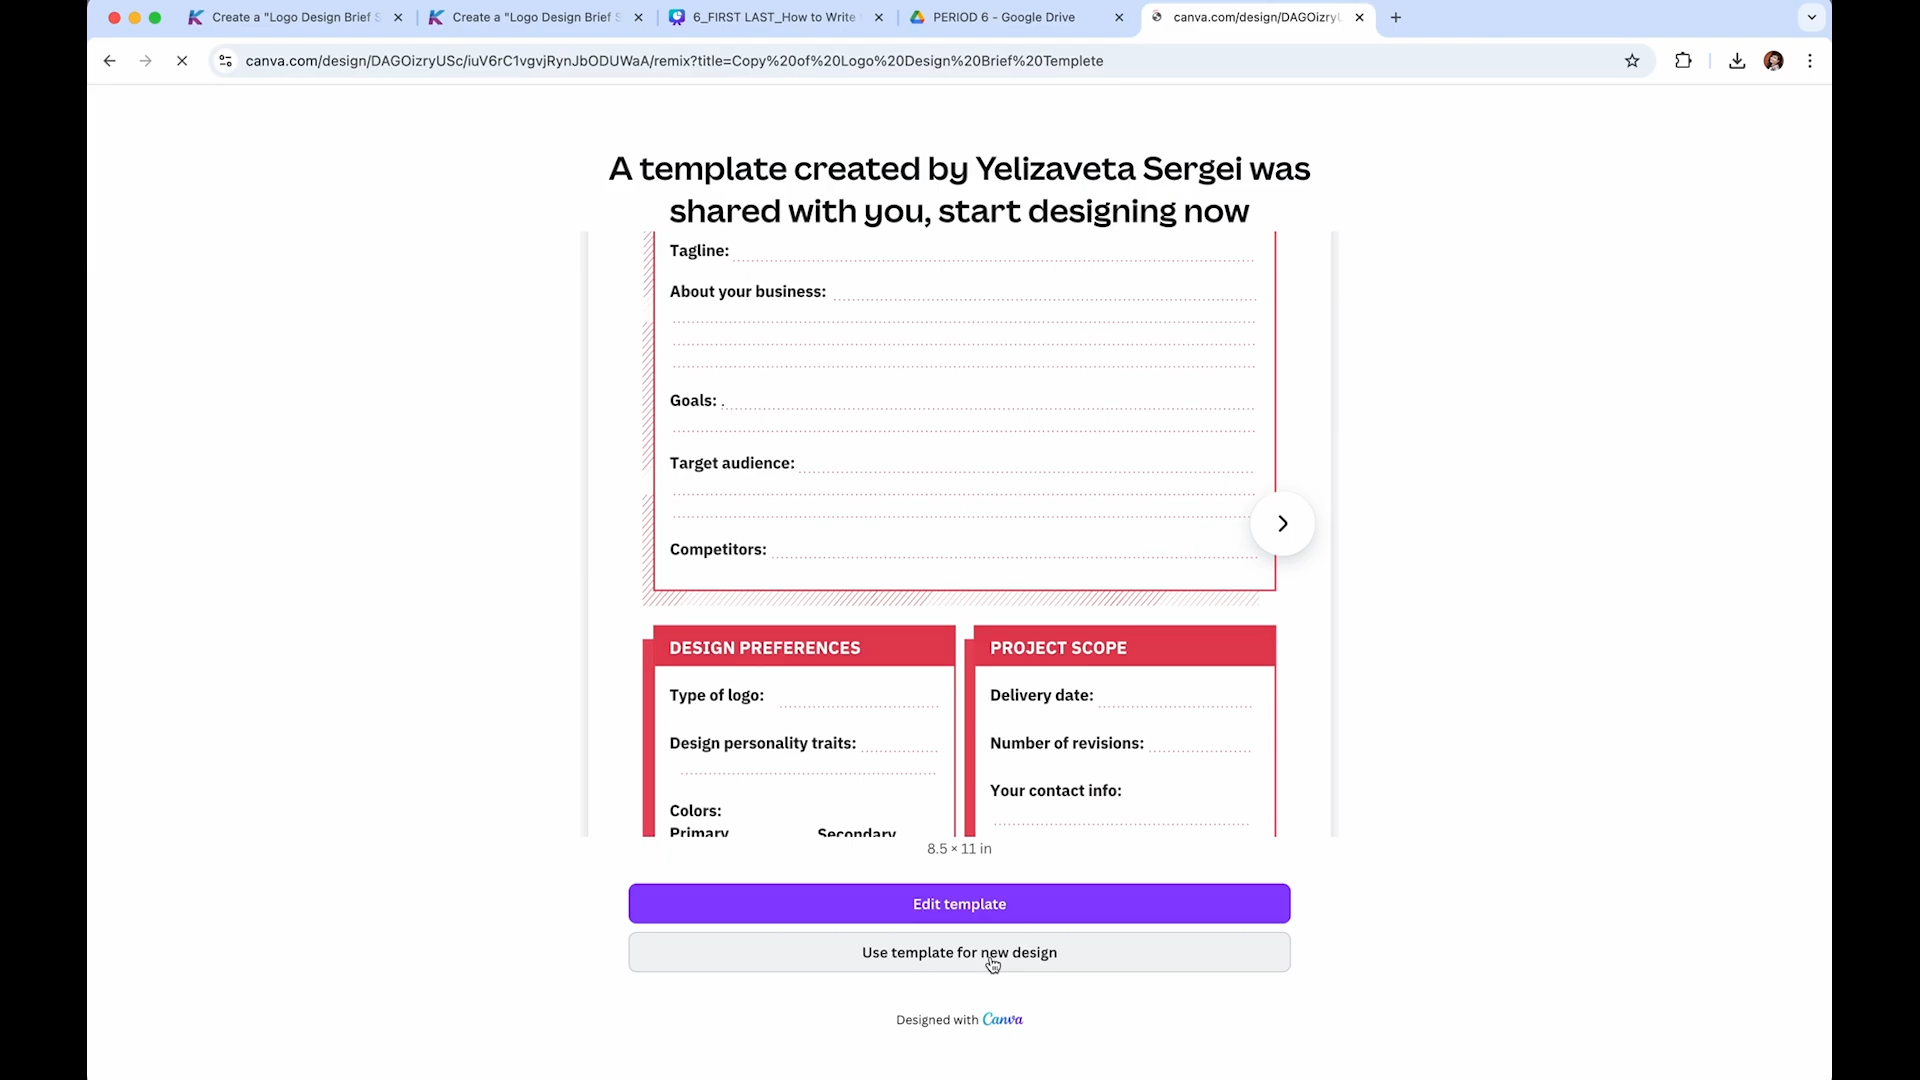 Create a "Logo Design Brief S
Create a "Logo Design Brief S
6_FIRST LAST_How to Write
PERIOD 6 - Google Drive
canva.com/design/DAGOizryU
canva.com/design/DAGOizryUSc/iuV6rC1vgvjRynJbODUWaA/remix?title=Copy%20of%20Logo%20Design%20Brief%20Templete
A template created by Yelizaveta Sergei was
shared with you, start designing now
Tagline:
About your business:
Goals: .
Target audience:
Competitors:
DESIGN PREFERENCES
Type of logo:
Design personality traits:
Colors:
Primary Secondary
PROJECT SCOPE
Delivery date:
Number of revisions:
Your contact info:
8.5 × 11 in
Edit template
Use template for new design
Designed with Canva